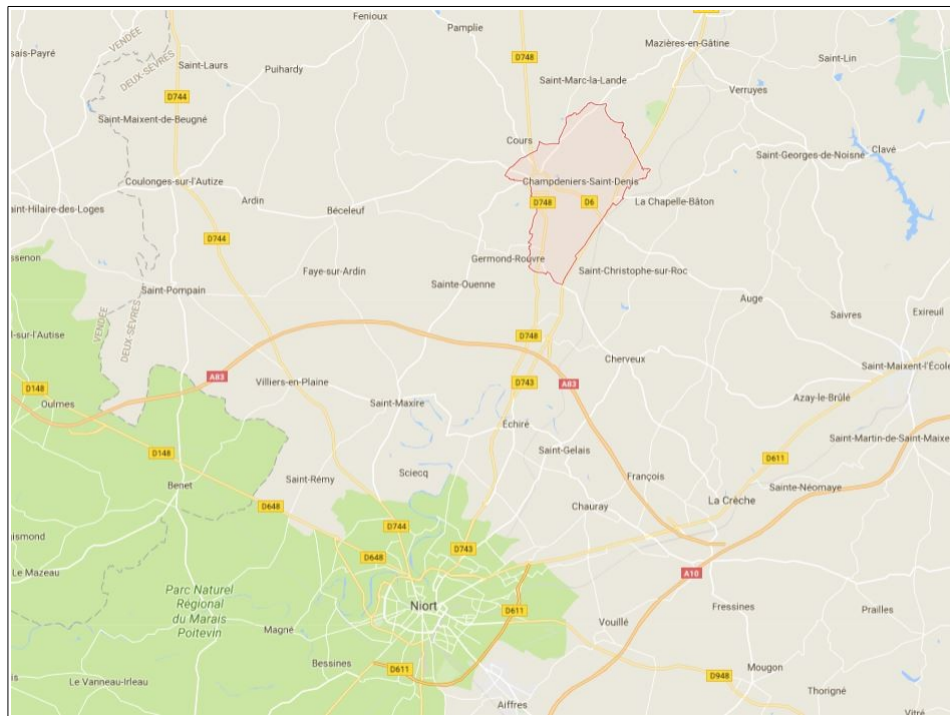 Fenioux
Pamplie
VENDÉE
DEUX-SÈVRES
Mazières-en-Gâtine
sais-Payré
Saint-Laurs
Puihardy
D748
Saint-Lin
Saint-Marc-la-Lande
Verruyes
D744
Saint-Maixent-de-Beugné
Cours
Clavé
Saint-Georges-de-Noisné
Coulonges-sur-l'Autize
Champdeniers-Saint-Denis
Ardin
Béceleuf
D748
D6
La Chapelle-Bâton
aint-Hilaire-des-Loges
D744
ssenon
Germond-Rouvre
Faye-sur-Ardin
Saint-Christophe-sur-Roc
Sainte-Ouenne
Saint-Pompain
Auge
Saivres
Exireuil
VENDÉE
DEUX-SÈVRES
il-sur-l'Autise
D748
Cherveux
Saint-Maixent-l'École
A83
D148
Villiers-en-Plaine
D743
A83
Oulmes
Saint-Maxire
Azay-le-Brûlé
Échiré
Saint-Martin-de-Saint-Maixe
D148
Saint-Gelais
D611
Sciecq
Saint-Rémy
François
Benet
Sainte-Néomaye
La Crèche
D648
Chauray
D744
ismond
D743
D648
Le Mazeau
A10
Parc Naturel
Régional
du Marais
Poitevin
Niort
D611
Fressines
Prailles
Vouillé
Magné
Bessines
D611
Mougon
D948
Le Vanneau-Irleau
Thorigné
Aiffres
Vitré